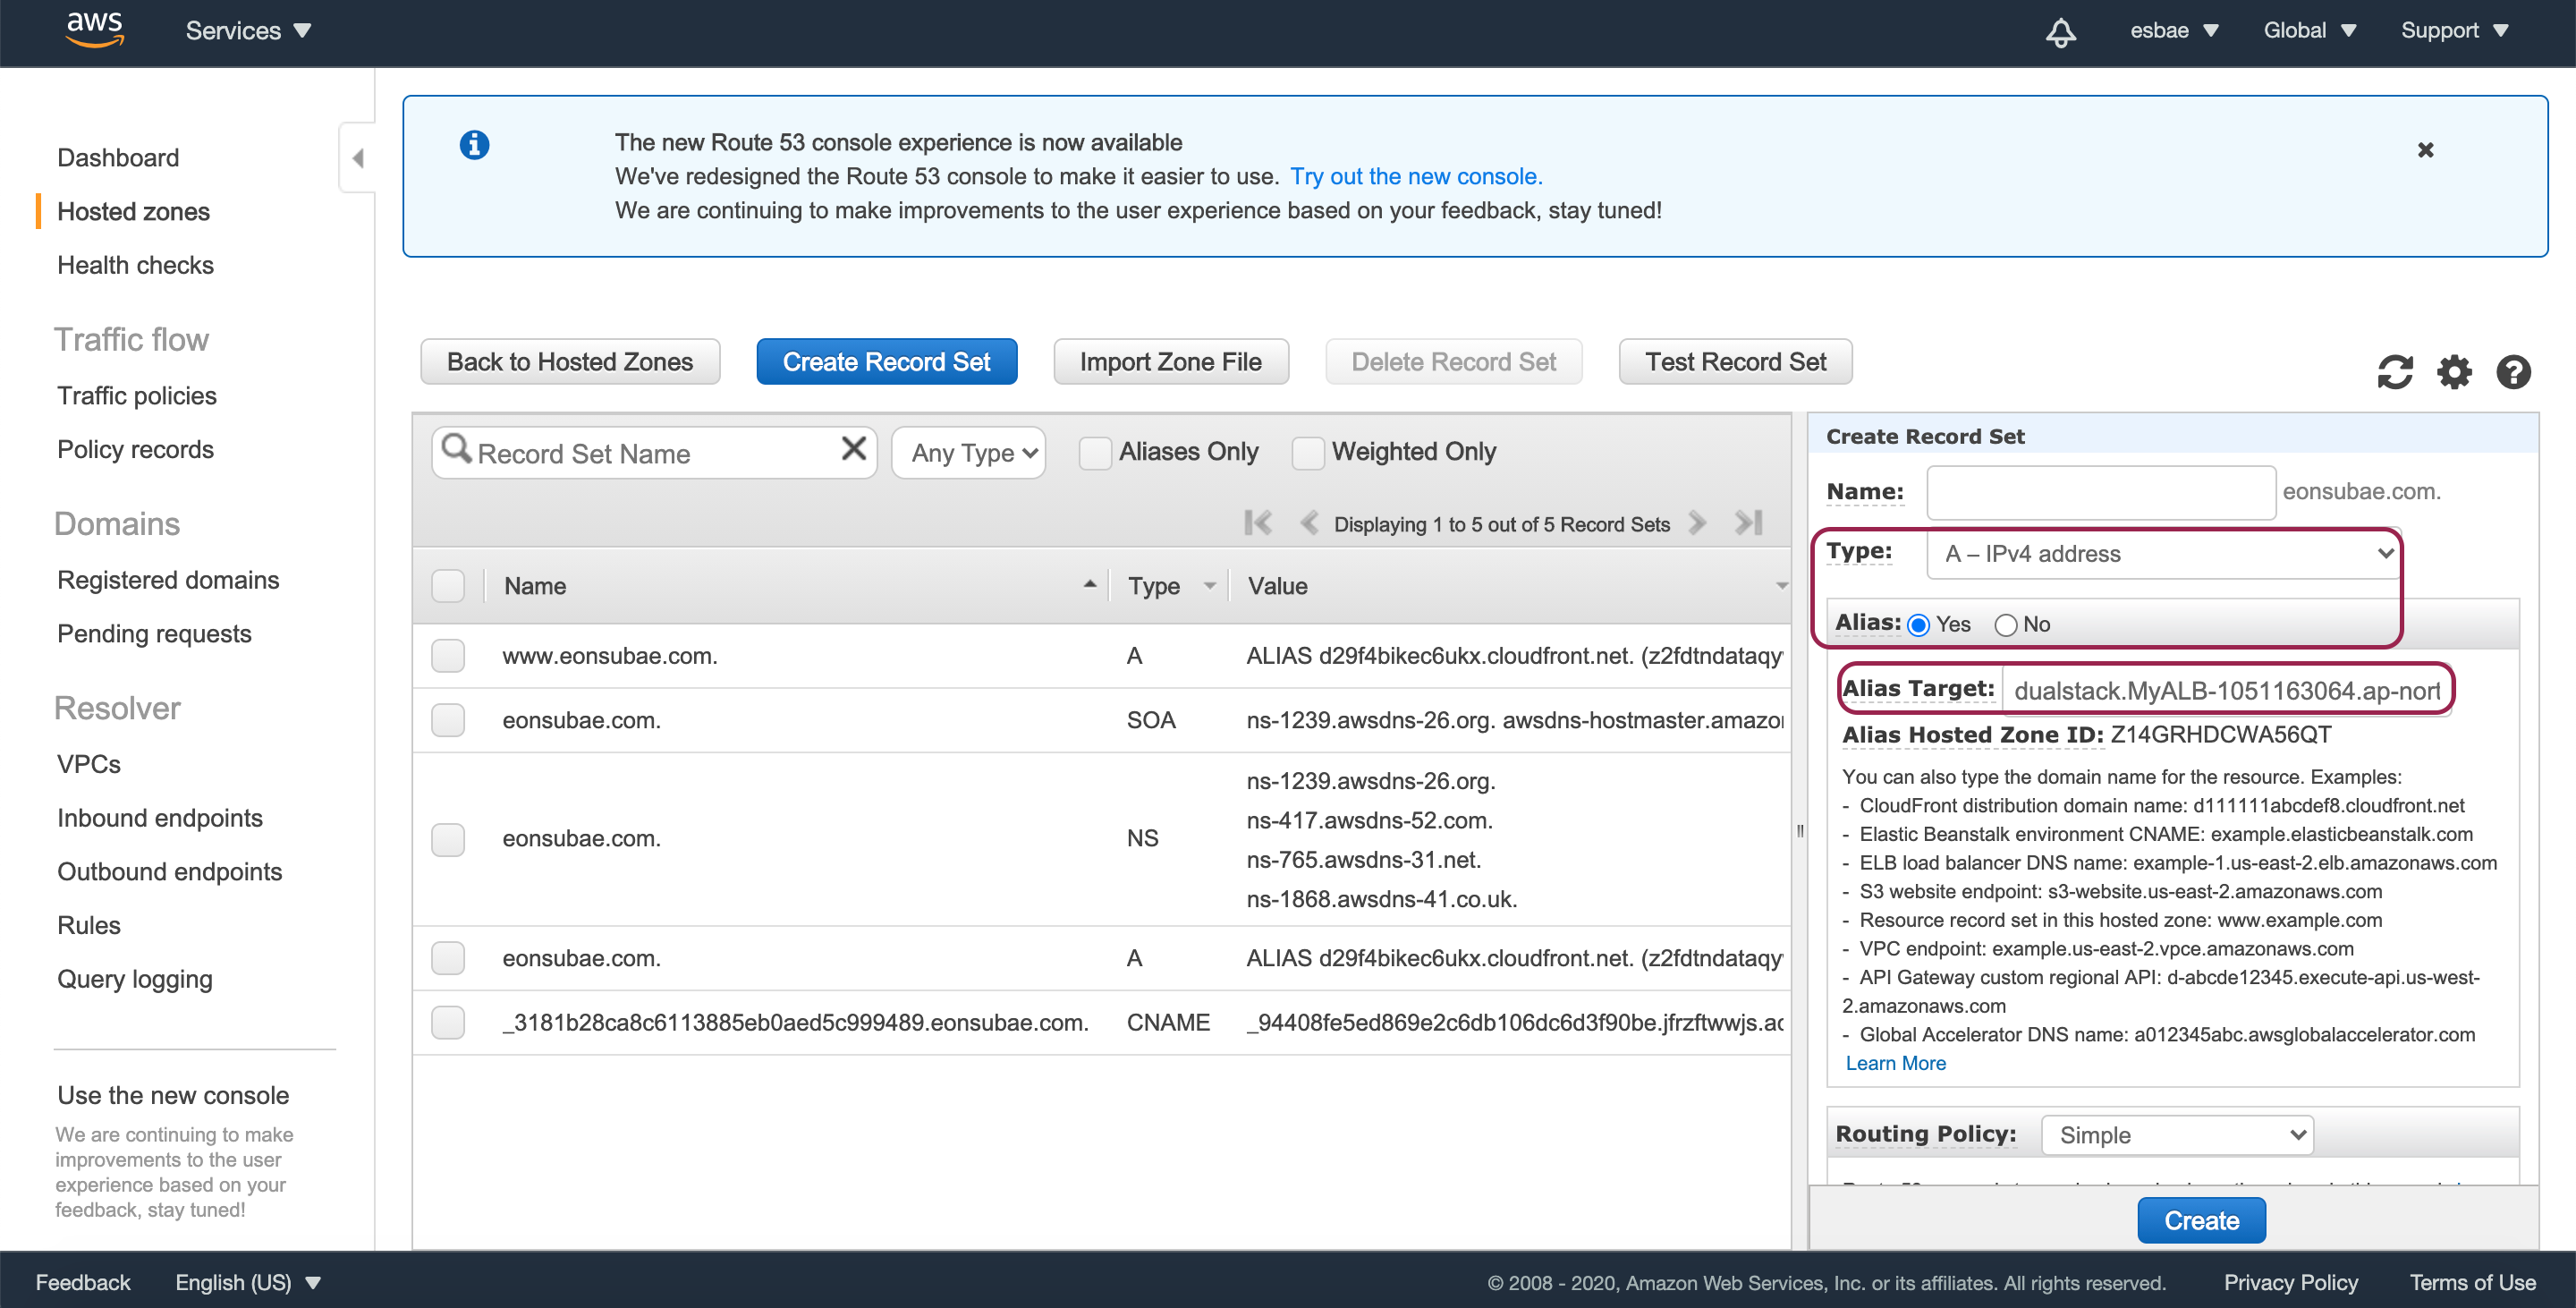 aws
Services
esbae
Global
Support
Dashboard
Hosted zones
Health checks
Traffic flow
Traffic policies
Policy records
Domains
Registered domains
Pending requests
Resolver
VPCs
Inbound endpoints
Outbound endpoints
Rules
Query logging
Use the new console
We are continuing to make
improvements to the user
experience based on your
feedback, stay tuned!
The new Route 53 console experience is now available
We've redesigned the Route 53 console to make it easier to use. Try out the new console.
We are continuing to make improvements to the user experience based on your feedback, stay tuned!
Back to Hosted Zones
Create Record Set
Import Zone File
Delete Record Set
Test Record Set
Record Set Name
Any Type
Aliases Only
Weighted Only
Displaying 1 to 5 out of 5 Record Sets
Name Type Value
www.eonsubae.com. A ALIAS d29f4bikec6ukx.cloudfront.net. (z2fdtndataqy
eonsubae.com. SOA ns-1239.awsdns-26.org. awsdns-hostmaster.amazo
eonsubae.com. NS ns-1239.awsdns-26.org.
ns-417.awsdns-52.com.
ns-765.awsdns-31.net.
ns-1868.awsdns-41.co.uk.
eonsubae.com. A ALIAS d29f4bikec6ukx.cloudfront.net. (z2fdtndataqy
_3181b28ca8c6113885eb0aed5c999489.eonsubae.com. CNAME _94408fe5ed869e2c6db106dc6d3f90be.jfrzftwwjs.ac
Create Record Set
Name: eonsubae.com.
Type: A – IPv4 address
Alias: Yes No
Alias Target: dualstack.MyALB-1051163064.ap-nort
Alias Hosted Zone ID: Z14GRHDCWA56QT
You can also type the domain name for the resource. Examples:
- CloudFront distribution domain name: d111111abcdef8.cloudfront.net
- Elastic Beanstalk environment CNAME: example.elasticbeanstalk.com
- ELB load balancer DNS name: example-1.us-east-2.elb.amazonaws.com
- S3 website endpoint: s3-website.us-east-2.amazonaws.com
- Resource record set in this hosted zone: www.example.com
- VPC endpoint: example.us-east-2.vpce.amazonaws.com
- API Gateway custom regional API: d-abcde12345.execute-api.us-west-
2.amazonaws.com
- Global Accelerator DNS name: a012345abc.awsglobalaccelerator.com
Learn More
Routing Policy: Simple
Create
Feedback
English (US)
© 2008 - 2020, Amazon Web Services, Inc. or its affiliates. All rights reserved.
Privacy Policy
Terms of Use